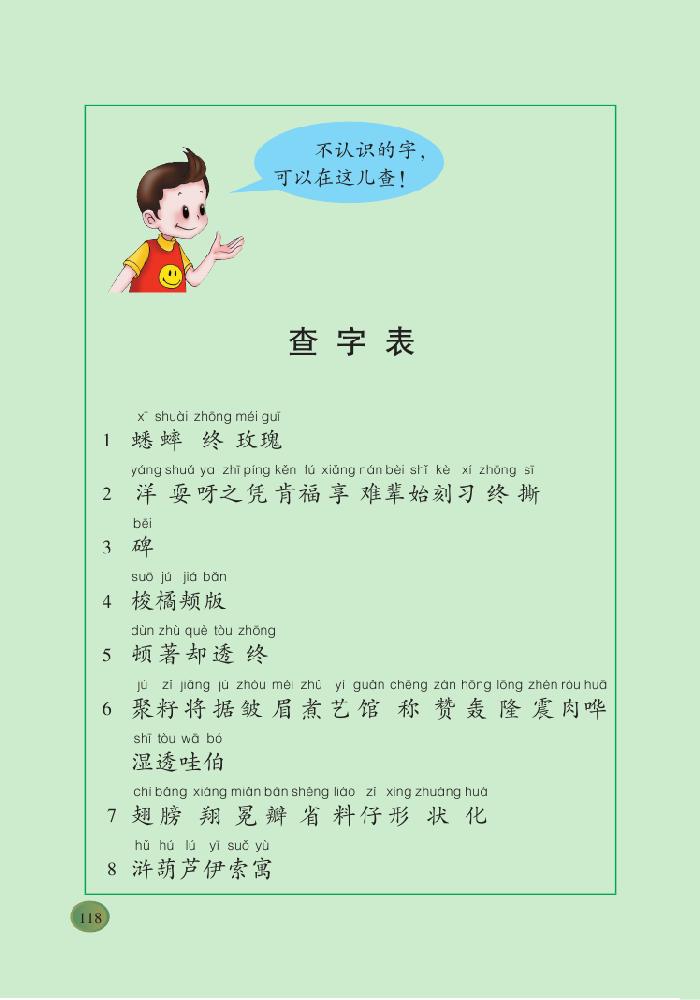 不认识的字，
可以在这儿查！
查字表
xī shuài zhōng méi guī
1 蟋蟀 终 玫瑰
yáng shuǎ ya zhī píng kěn fú xiǎng nán bèi shǐ kè xí zhōng sī
2 洋 耍呀之凭肯福享 难辈始刻习 终 撕
bēi
3 碑
suō jú jiá bǎn
4 梭橘颊版
dùn zhù què tòu zhōng
5 顿著却透 终
jù zǐ jiāng jù zhòu méi zhǔ yì guǎn chēng zàn hōng lóng zhèn ròu huā
6 聚籽将据皱眉煮艺馆 称 赞轰隆震肉哗
shī tòu wā bó
湿透哇伯
chì bǎng xiáng miǎn bàn shěng liào zǐ xíng zhuàng huà
7 翅膀 翔冕瓣省料仔形 状 化
hǔ hú lú yī suǒ yù
8 浒葫芦伊索寓
118